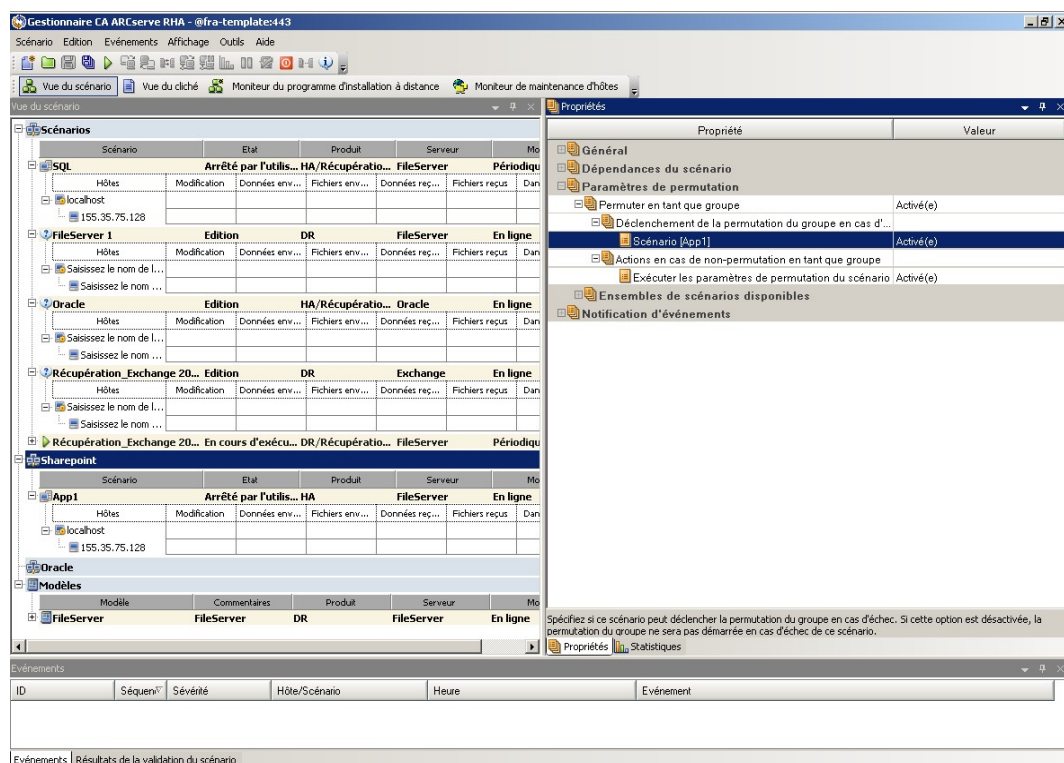 Gestionnaire CA ARCserve RHA - @fra-template:443
Scénario Edition Evénements Affichage Outils Aide
Vue du scénario Vue du cliché Moniteur du programme d'installation à distance Moniteur de maintenance d'hôtes
Vue du scénario
Scénarios
Scénario Etat Produit Serveur Mo
SQL Arrêté par l'utilis... HA/Récupératio... FileServer Périodiqu
Hôtes Modification Données env... Fichiers env... Données reç... Fichiers reçus Dan
localhost
155.35.75.128
FileServer 1 Edition DR FileServer En ligne
Hôtes Modification Données env... Fichiers env... Données reç... Fichiers reçus Dan
Saisissez le nom de l...
Saisissez le nom ...
Oracle Edition HA/Récupératio... Oracle En ligne
Hôtes Modification Données env... Fichiers env... Données reç... Fichiers reçus Dan
Saisissez le nom de l...
Saisissez le nom ...
Récupération_Exchange 20... Edition DR Exchange En ligne
Hôtes Modification Données env... Fichiers env... Données reç... Fichiers reçus Dan
Saisissez le nom de l...
Saisissez le nom ...
Récupération_Exchange 20... En cours d'exécu... DR/Récupératio... FileServer Périodiqu
Sharepoint
Scénario Etat Produit Serveur Mo
App1 Arrêté par l'utilis... HA FileServer En ligne
Hôtes Modification Données env... Fichiers env... Données reç... Fichiers reçus Dan
localhost
155.35.75.128
Oracle
Modèles
Modèle Commentaires Produit Serveur Mo
FileServer FileServer DR FileServer En ligne
Propriétés
Propriété Valeur
Général
Dépendances du scénario
Paramètres de permutation
Permuter en tant que groupe Activé(e)
Déclenchement de la permutation du groupe en cas d'...
Scénario [App1] Activé(e)
Actions en cas de non-permutation en tant que groupe
Exécuter les paramètres de permutation du scénario Activé(e)
Ensembles de scénarios disponibles
Notification d'événements
Spécifiez si ce scénario peut déclencher la permutation du groupe en cas d'échec. Si cette option est désactivée, la
permutation du groupe ne sera pas démarrée en cas d'échec de ce scénario.
Propriétés Statistiques
Evénements
ID Séquen Sévérité Hôte/Scénario Heure Evénement
Evénements Résultats de la validation du scénario